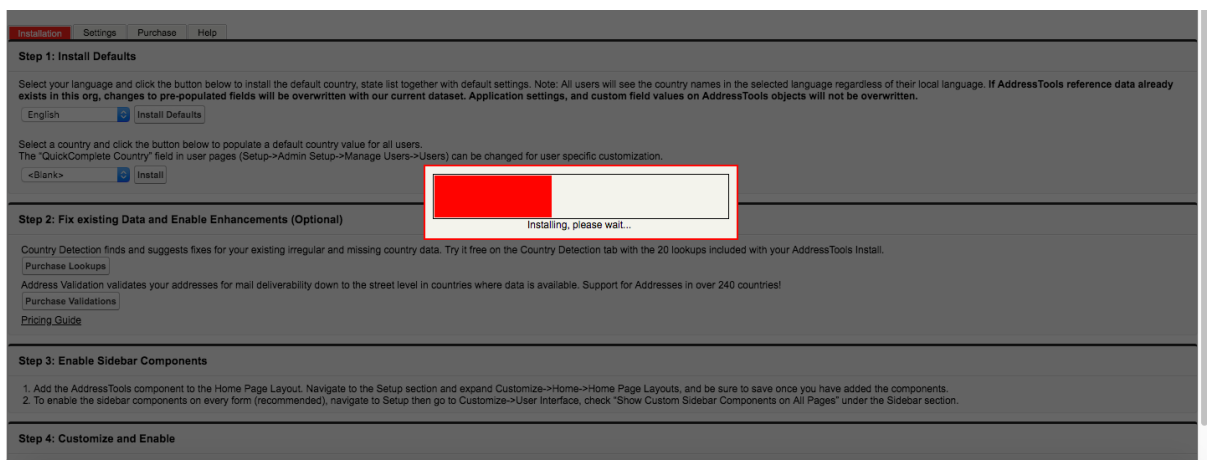 Installation Settings Purchase Help
Step 1: Install Defaults
Select your language and click the button below to install the default country, state list together with default settings. Note: All users will see the country names in the selected language regardless of their local language. If AddressTools reference data already
exists in this org, changes to pre-populated fields will be overwritten with our current dataset. Application settings, and custom field values on AddressTools objects will not be overwritten.
English Install Defaults
Select a country and click the button below to populate a default country value for all users.
The "QuickComplete Country" field in user pages (Setup->Admin Setup->Manage Users->Users) can be changed for user specific customization.
<Blank> Install
Installing, please wait...
Step 2: Fix existing Data and Enable Enhancements (Optional)
Country Detection finds and suggests fixes for your existing irregular and missing country data. Try it free on the Country Detection tab with the 20 lookups included with your AddressTools Install.
Purchase Lookups
Address Validation validates your addresses for mail deliverability down to the street level in countries where data is available. Support for Addresses in over 240 countries!
Purchase Validations
Pricing Guide
Step 3: Enable Sidebar Components
1. Add the AddressTools component to the Home Page Layout. Navigate to the Setup section and expand Customize->Home->Home Page Layouts, and be sure to save once you have added the components.
2. To enable the sidebar components on every form (recommended), navigate to Setup then go to Customize->User Interface, check "Show Custom Sidebar Components on All Pages" under the Sidebar section.
Step 4: Customize and Enable